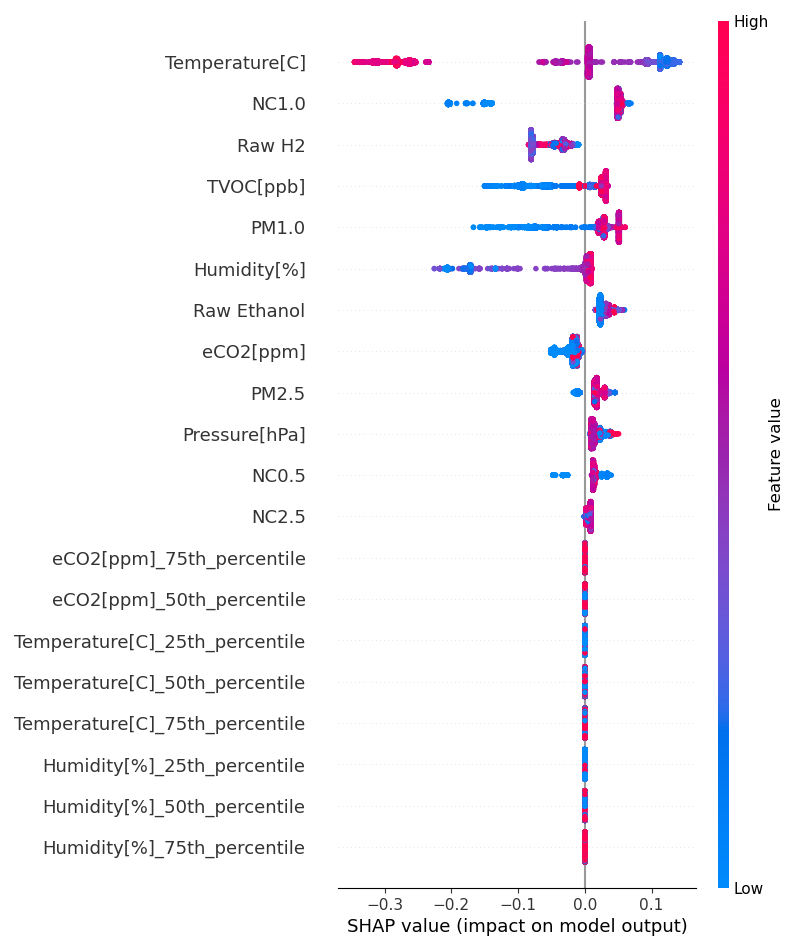 High
Temperature[C]
NC1.0
Raw H2
TVOC[ppb]
PM1.0
Humidity[%]
Raw Ethanol
eCO2[ppm]
PM2.5
Pressure[hPa]
NC0.5
NC2.5
eCO2[ppm]_75th_percentile
eCO2[ppm]_50th_percentile
Temperature[C]_25th_percentile
Temperature[C]_50th_percentile
Temperature[C]_75th_percentile
Humidity[%]_25th_percentile
Humidity[%]_50th_percentile
Humidity[%]_75th_percentile
Feature value
Low
−0.3 −0.2 −0.1 0.0 0.1
SHAP value (impact on model output)